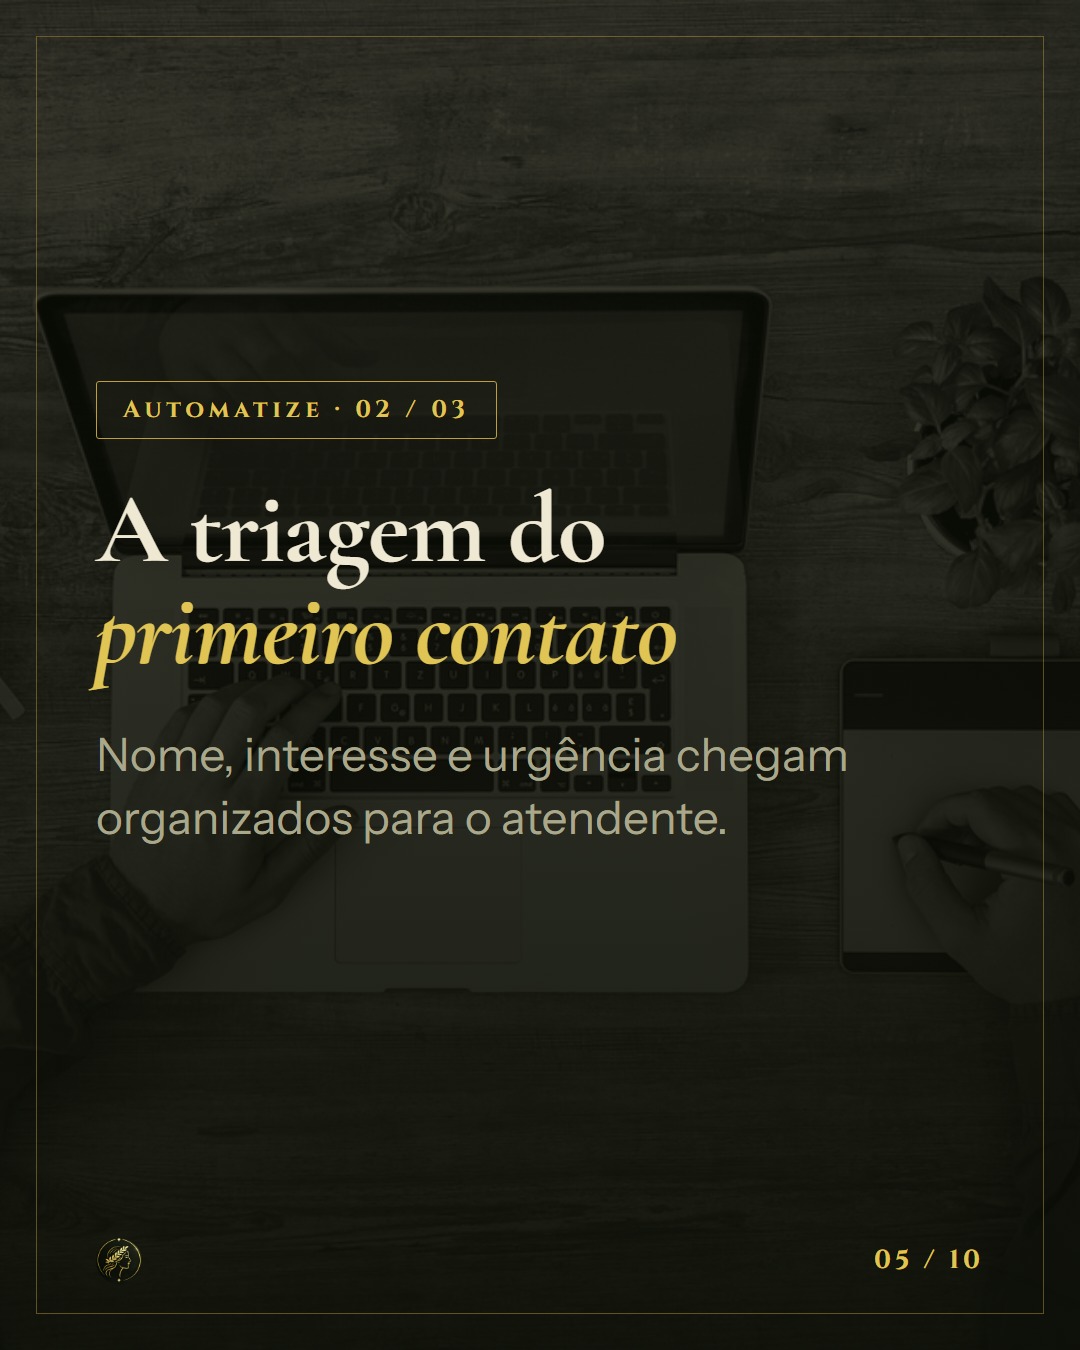 AUTOMATIZE · 02 / 03
A triagem do
primeiro contato
Nome, interesse e urgência chegam
organizados para o atendente.
05 / 10